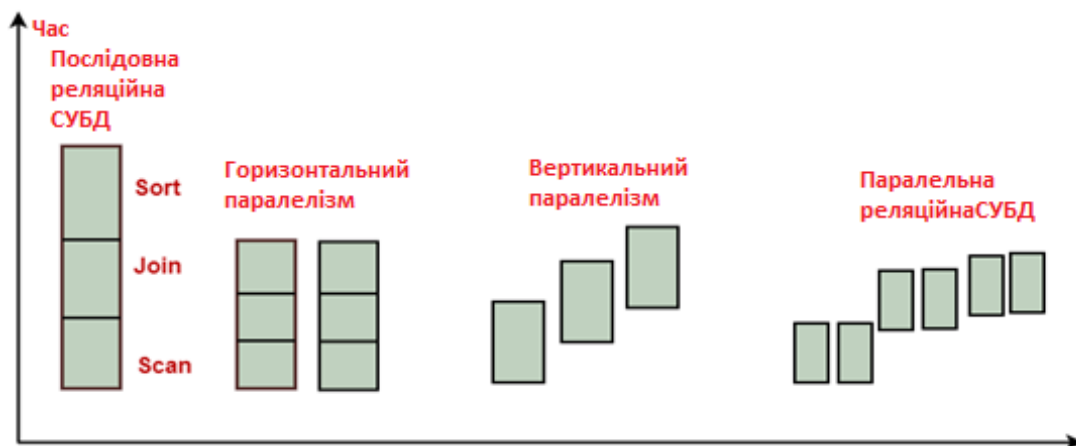 Час
Послідовна
реляційна
СУБД
Sort
Join
Scan
Горизонтальний
паралелізм
Вертикальний
паралелізм
Паралельна
реляційнаСУБД